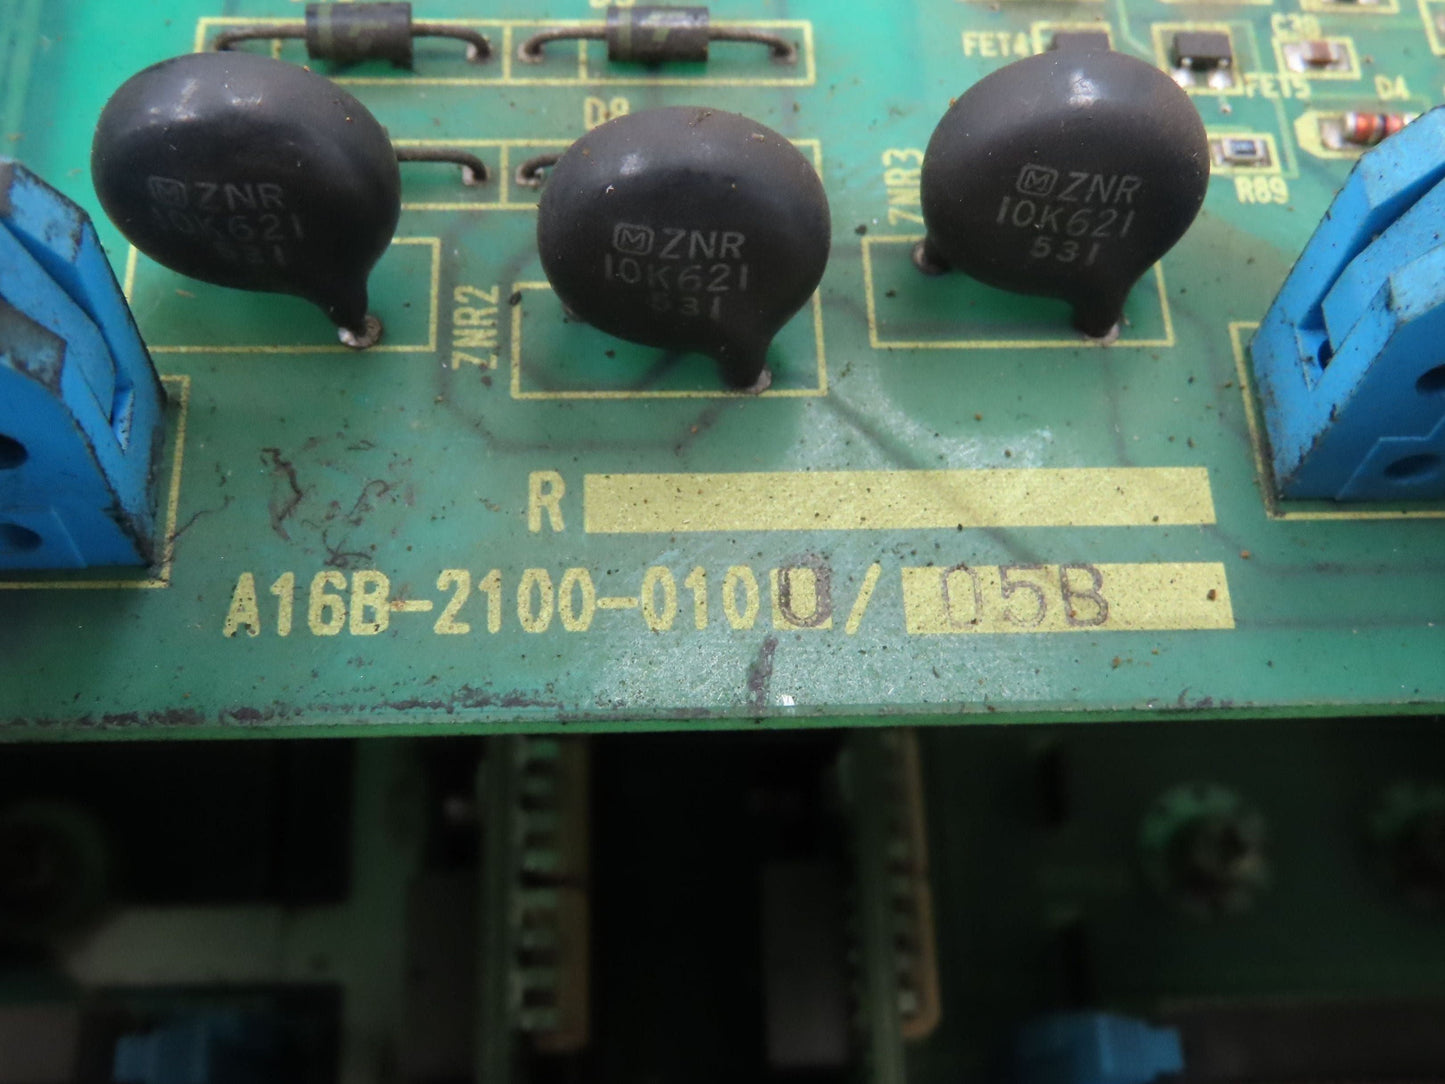 FET4
C30
FET5
D4
R89
D8
ZNR3
M ZNR
10K621
531
M ZNR
10K621
531
M ZNR
10K621
531
ZNR2
R
A16B-2100-0100/05B